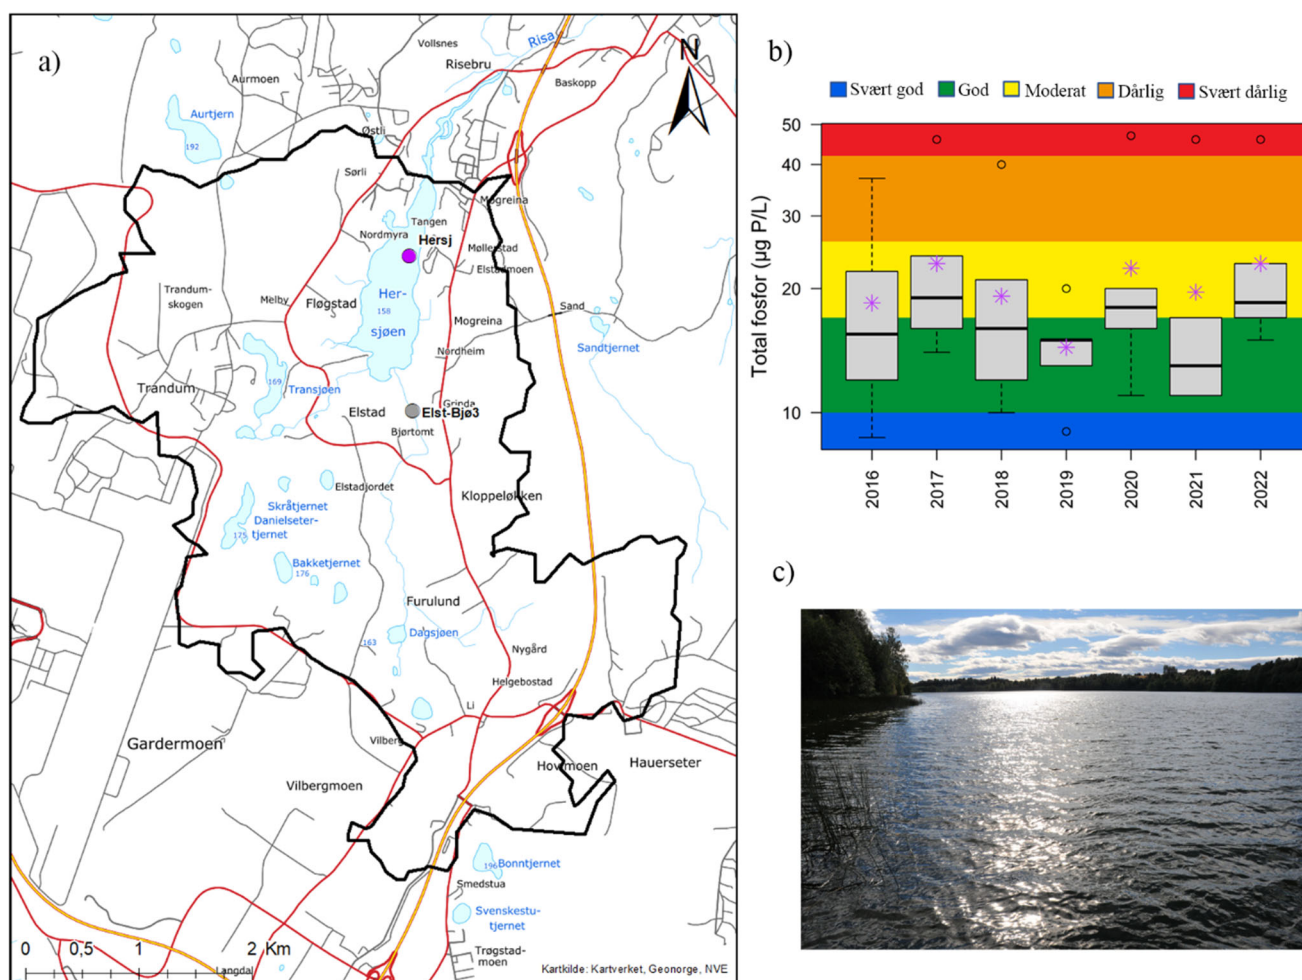 a)
Vollsnes
Risa
N
Risebru
Aurmoen
Baskopp
Aurtjern
192
Østli
Sørli
Mogreina
Tangen
Nordmyra
Hersj
Møllerstad
Elstadmoen
Trandum-
skogen
Melby
Fløgstad
Her-
158
sjøen
Sand
Mogreina
Nordheim
Sandtjernet
169
Transjøen
Trandum
Elstad
Grinda
Elst-Bjø3
Bjørtomt
Elstadjordet
Kloppeløkken
Skråtjernet
Danielseter-
tjernet
175
Bakketjernet
176
Furulund
Dagsjøen
163
Nygård
Helgebostad
Li
Vilberg
Gardermoen
Hovmoen
Hauerseter
Vilbergmoen
196
Bonntjernet
Smedstua
Svenskestu-
tjernet
Trøgstad-
moen
0 0,5 1 2 Km
Langdal
Kartkilde: Kartverket, Geonorge, NVE
b)
Svært god God Moderat Dårlig Svært dårlig
Total fosfor (µg P/L)
50
40
30
20
10
2016 2017 2018 2019 2020 2021 2022
c)